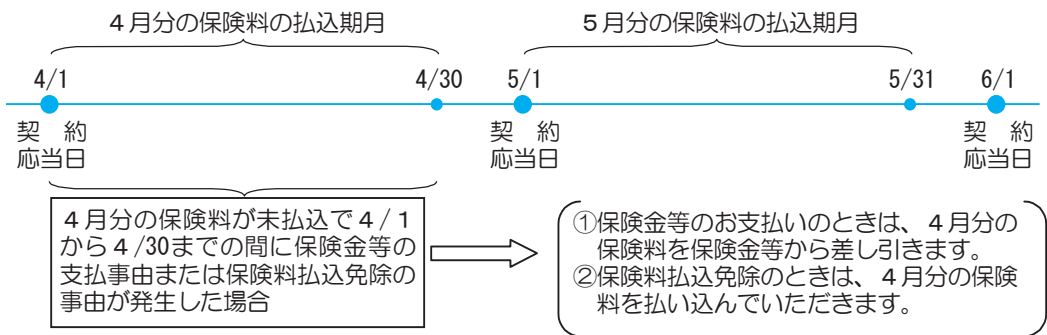 ４月分の保険料の払込期月
５月分の保険料の払込期月
4/1
4/30
5/1
5/31
6/1
契　約
応当日
契　約
応当日
契　約
応当日
４月分の保険料が未払込で４/１
から４/30までの間に保険金等の
支払事由または保険料払込免除の
事由が発生した場合
①保険金等のお支払いのときは、４月分の
保険料を保険金等から差し引きます。
②保険料払込免除のときは、４月分の保険
料を払い込んでいただきます。